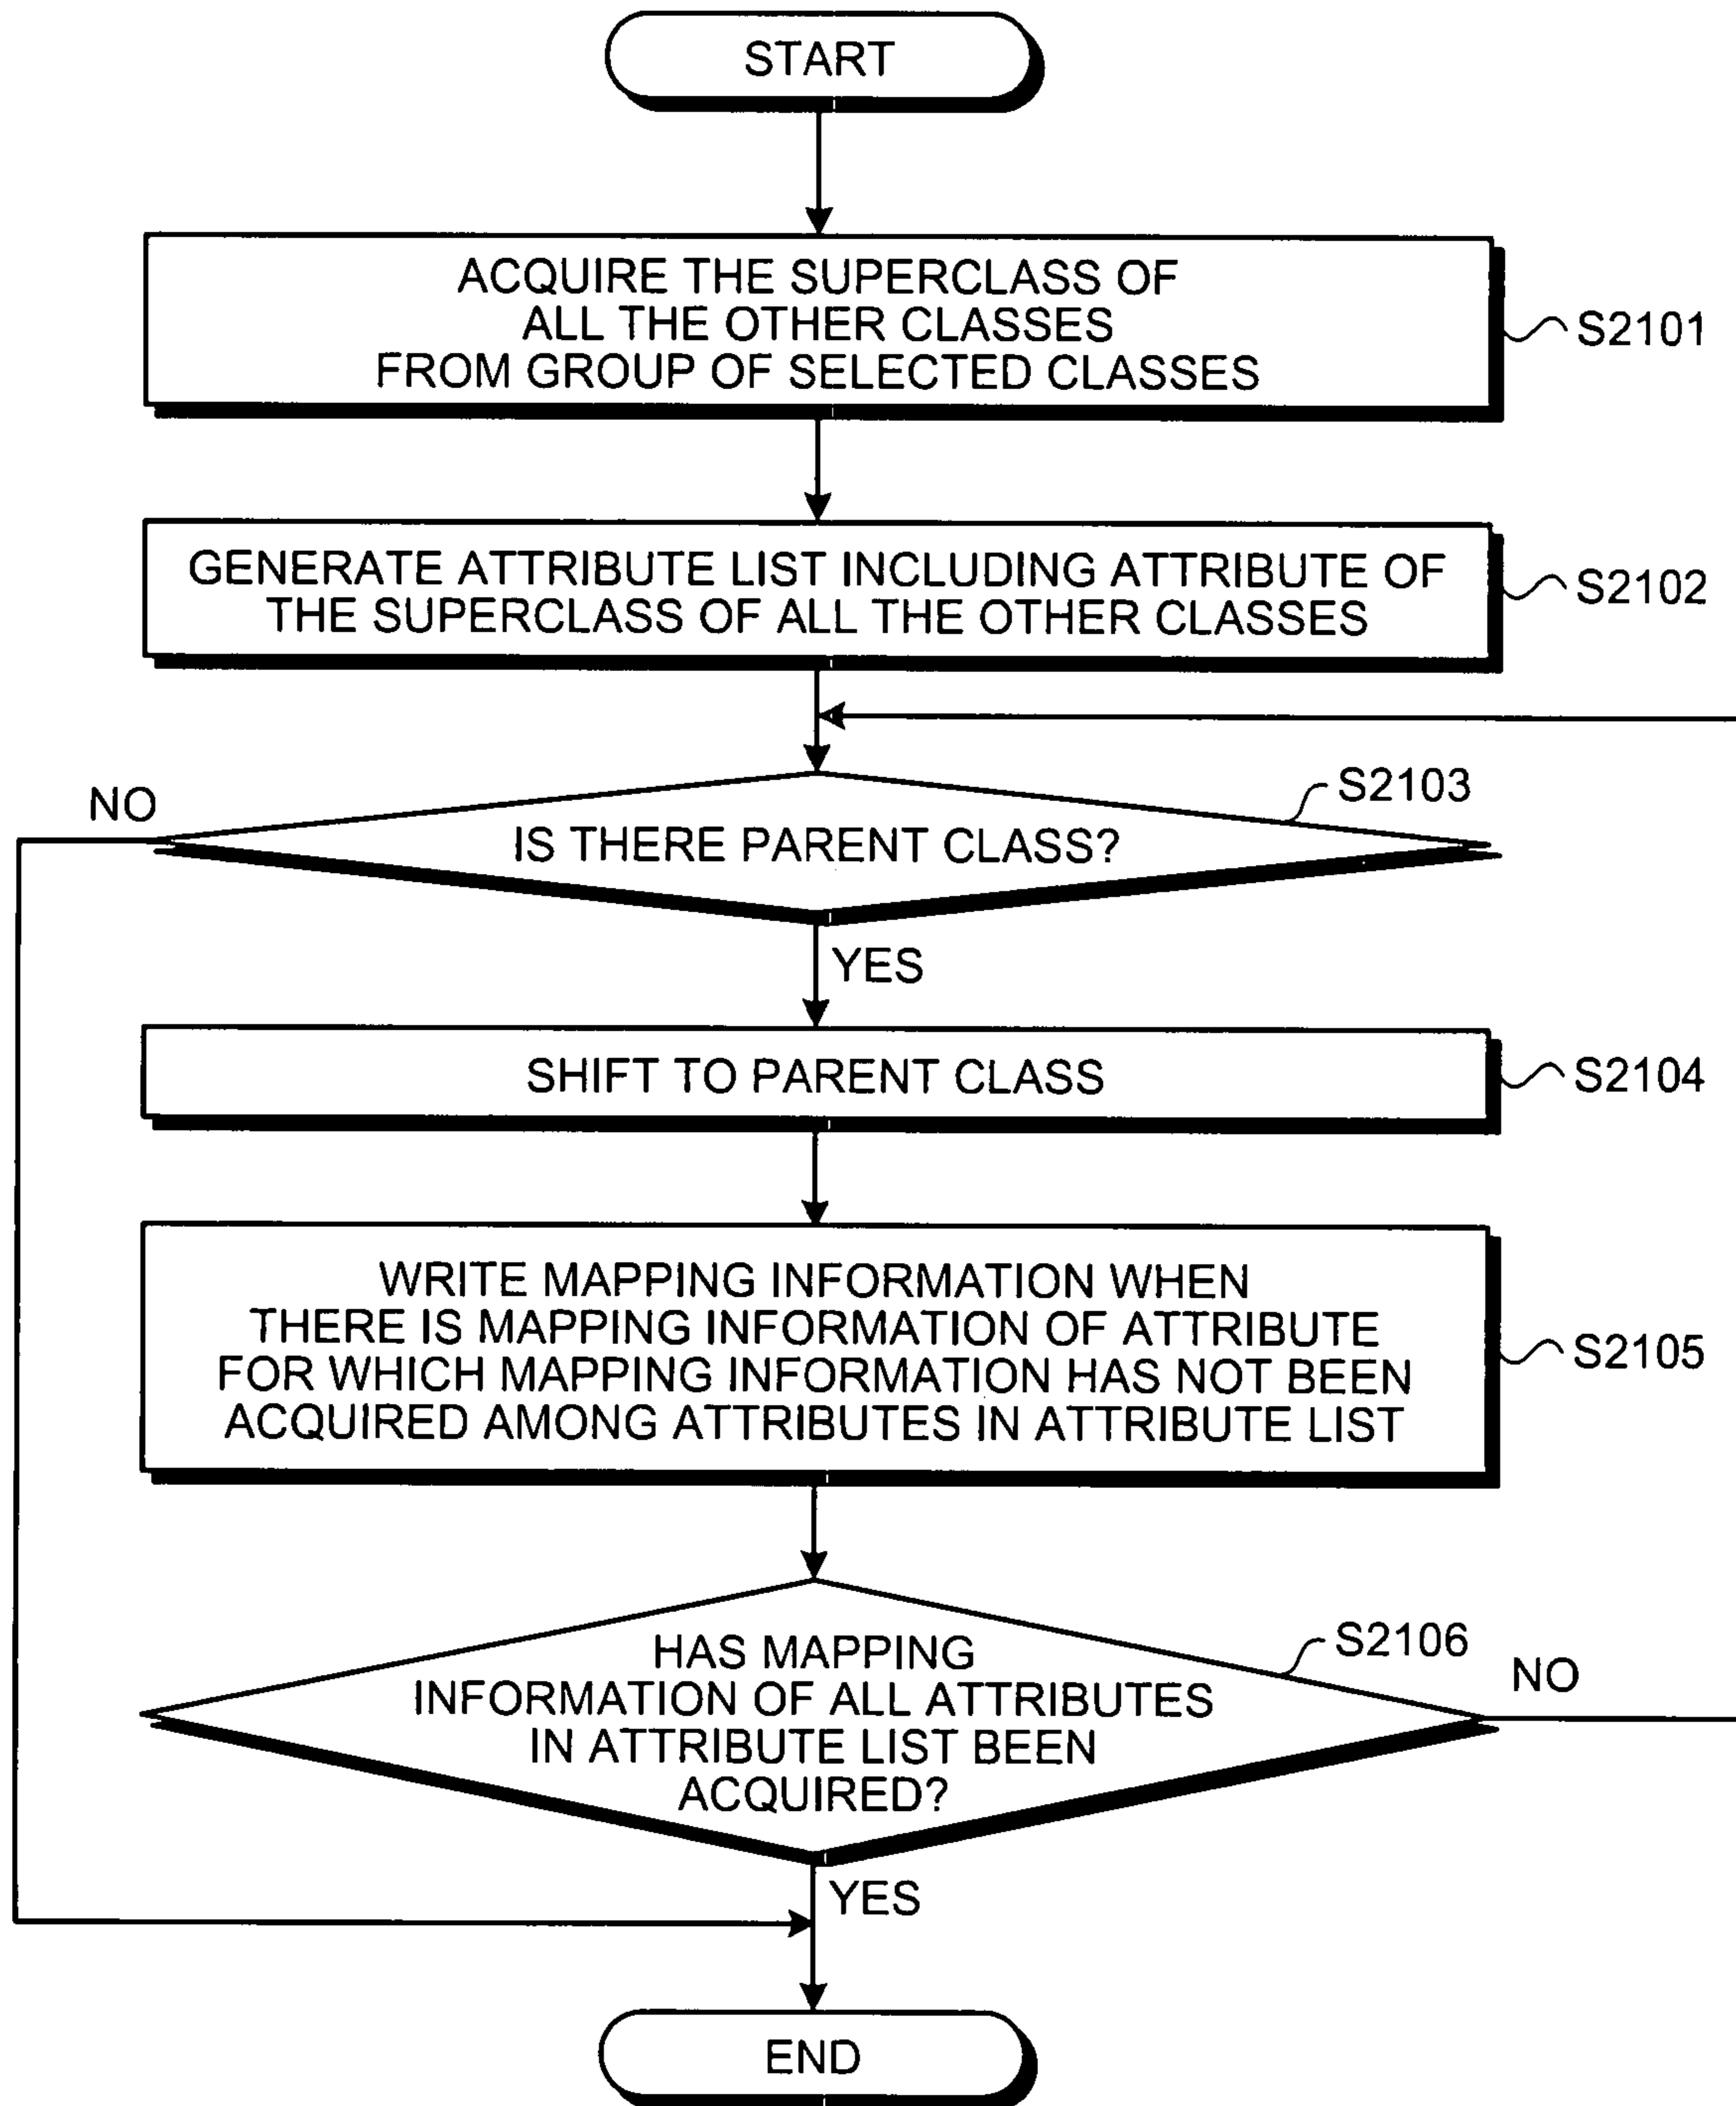 START
ACQUIRE THE SUPERCLASS OF
ALL THE OTHER CLASSES
FROM GROUP OF SELECTED CLASSES
S2101
GENERATE ATTRIBUTE LIST INCLUDING ATTRIBUTE OF
THE SUPERCLASS OF ALL THE OTHER CLASSES
S2102
S2103
NO
IS THERE PARENT CLASS?
YES
SHIFT TO PARENT CLASS
S2104
WRITE MAPPING INFORMATION WHEN
THERE IS MAPPING INFORMATION OF ATTRIBUTE
FOR WHICH MAPPING INFORMATION HAS NOT BEEN
ACQUIRED AMONG ATTRIBUTES IN ATTRIBUTE LIST
S2105
S2106
HAS MAPPING
INFORMATION OF ALL ATTRIBUTES
IN ATTRIBUTE LIST BEEN
ACQUIRED?
NO
YES
END